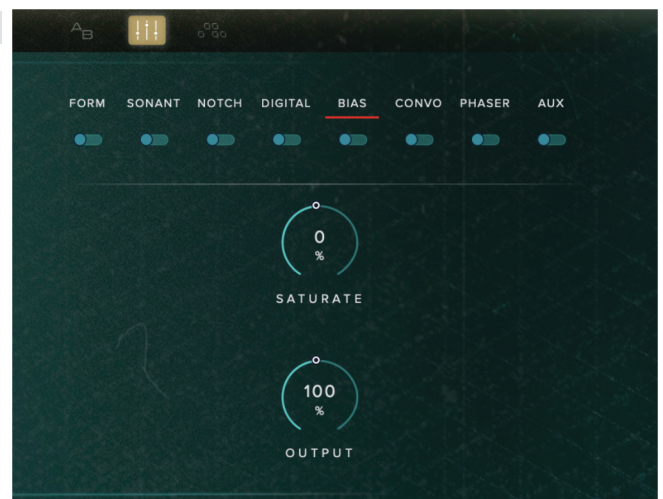 A B
FORM SONANT NOTCH DIGITAL BIAS CONVO PHASER AUX
0
%
SATURATE
100
%
OUTPUT